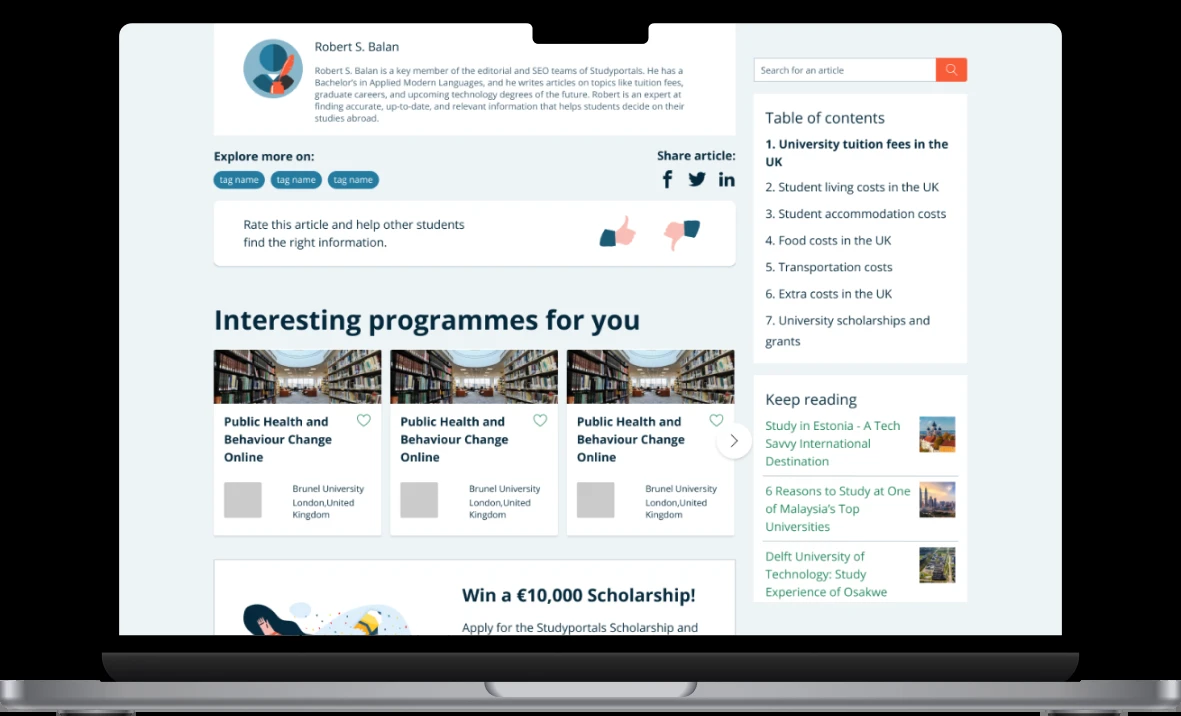 Robert S. Balan
Robert S. Balan is a key member of the editorial and SEO teams of Studyportals. He has a
Bachelor's in Applied Modern Languages, and he writes articles on topics like tuition fees,
graduate careers, and upcoming technology degrees of the future. Robert is an expert at
finding accurate, up-to-date, and relevant information that helps students decide on their
studies abroad.
Explore more on:
tag name
tag name
tag name
Share article:
Rate this article and help other students
find the right information.
Interesting programmes for you
Public Health and
Behaviour Change
Online
Brunel University
London,United
Kingdom
Public Health and
Behaviour Change
Online
Brunel University
London,United
Kingdom
Public Health and
Behaviour Change
Online
Brunel University
London,United
Kingdom
Win a €10,000 Scholarship!
Apply for the Studyportals Scholarship and
Search for an article
Table of contents
1. University tuition fees in the
UK
2. Student living costs in the UK
3. Student accommodation costs
4. Food costs in the UK
5. Transportation costs
6. Extra costs in the UK
7. University scholarships and
grants
Keep reading
Study in Estonia - A Tech
Savvy International
Destination
6 Reasons to Study at One
of Malaysia's Top
Universities
Delft University of
Technology: Study
Experience of Osakwe